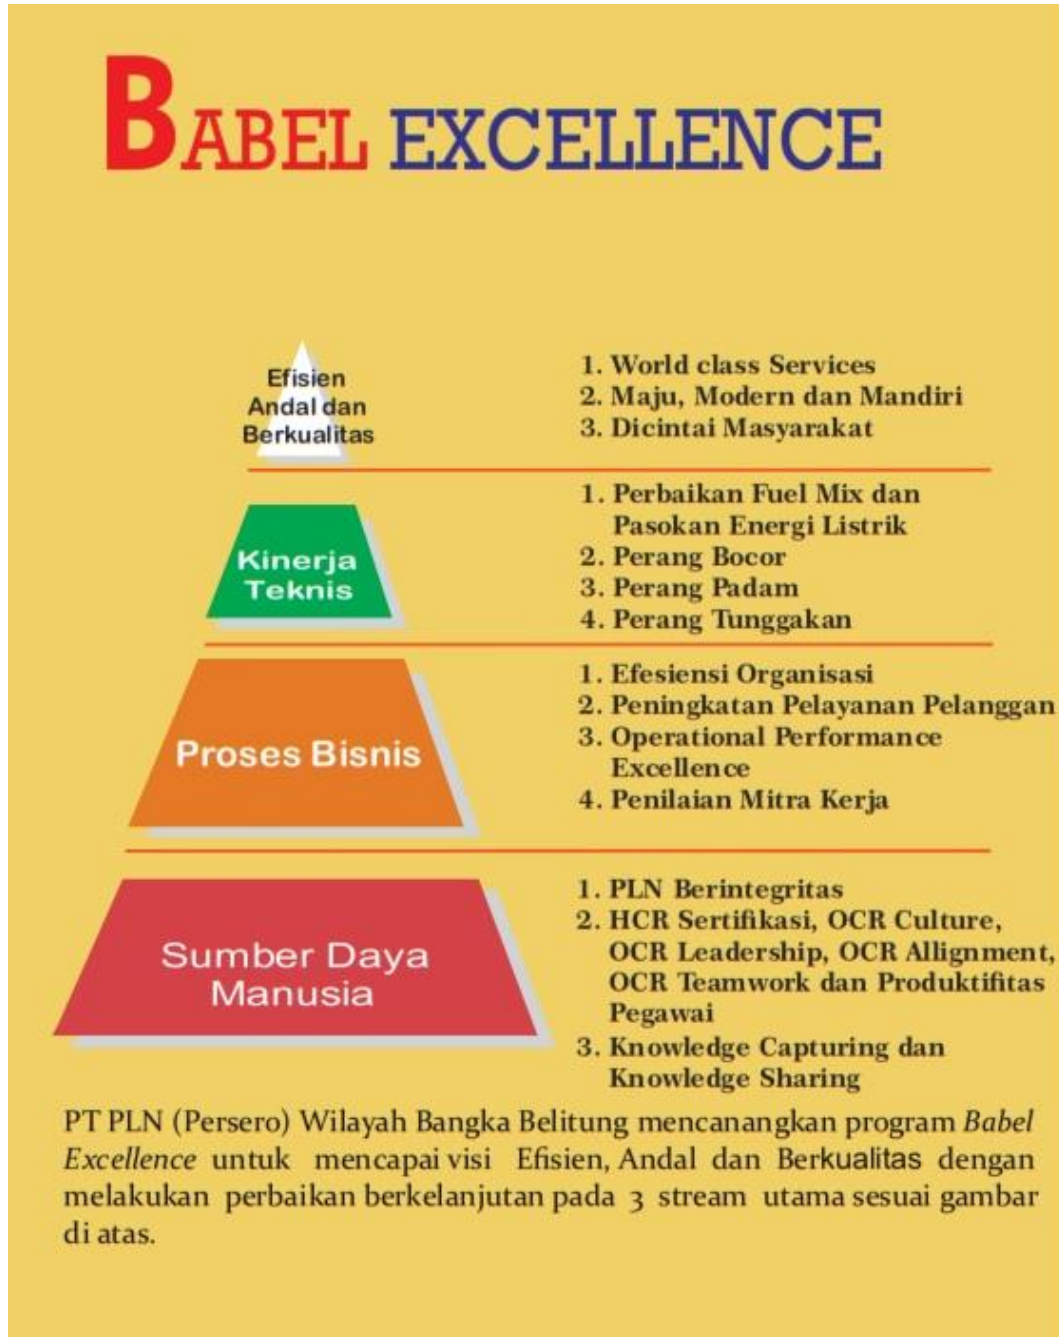 BABEL EXCELLENCE
Efisien
Andal dan
Berkualitas
1. World class Services
2. Maju, Modern dan Mandiri
3. Dicintai Masyarakat
Kinerja
Teknis
1. Perbaikan Fuel Mix dan
Pasokan Energi Listrik
2. Perang Bocor
3. Perang Padam
4. Perang Tunggakan
Proses Bisnis
1. Efesiensi Organisasi
2. Peningkatan Pelayanan Pelanggan
3. Operational Performance
Excellence
4. Penilaian Mitra Kerja
Sumber Daya
Manusia
1. PLN Berintegritas
2. HCR Sertifikasi, OCR Culture,
OCR Leadership, OCR Allignment,
OCR Teamwork dan Produktifitas
Pegawai
3. Knowledge Capturing dan
Knowledge Sharing
PT PLN (Persero) Wilayah Bangka Belitung mencanangkan program Babel
Excellence untuk mencapai visi Efisien, Andal dan Berkualitas dengan
melakukan perbaikan berkelanjutan pada 3 stream utama sesuai gambar
di atas.